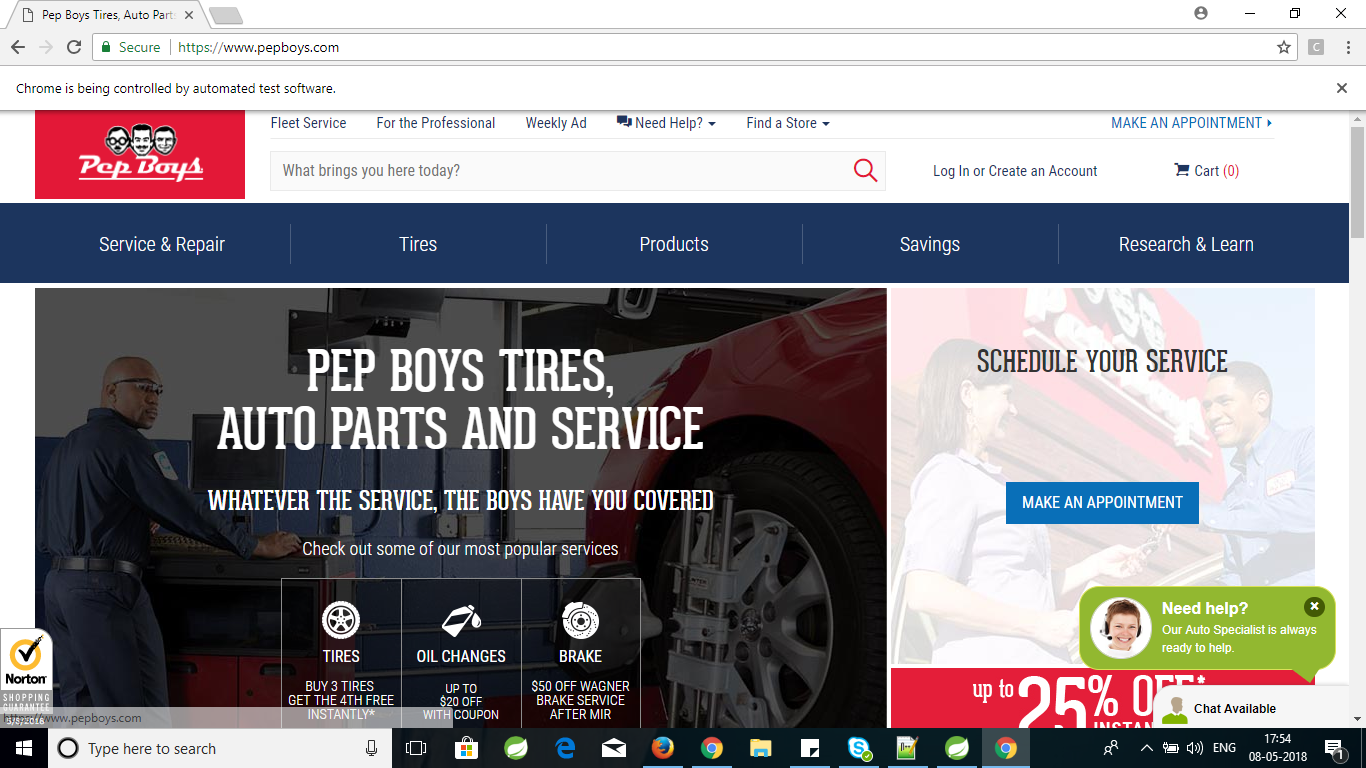 Pep Boys Tires, Auto Part
Secure
https://www.pepboys.com
C
Chrome is being controlled by automated test software.
Pep Boys
Fleet Service
For the Professional
Weekly Ad
Need Help?
Find a Store
MAKE AN APPOINTMENT
What brings you here today?
Log In or Create an Account
Cart (0)
Service & Repair
Tires
Products
Savings
Research & Learn
PEP BOYS TIRES,
AUTO PARTS AND SERVICE
WHATEVER THE SERVICE, THE BOYS HAVE YOU COVERED
Check out some of our most popular services
TIRES
BUY 3 TIRES
GET THE 4TH FREE
INSTANTLY*
OIL CHANGES
UP TO
$20 OFF
WITH COUPON
BRAKE
$50 OFF WAGNER
BRAKE SERVICE
AFTER MIR
SCHEDULE YOUR SERVICE
MAKE AN APPOINTMENT
Need help?
Our Auto Specialist is always
ready to help.
up to 25% OFF*
INSTAN
Chat Available
Norton
SHOPPING
GUARANTEE
https://www.pepboys.com
Type here to search
ENG
17:54
08-05-2018
1